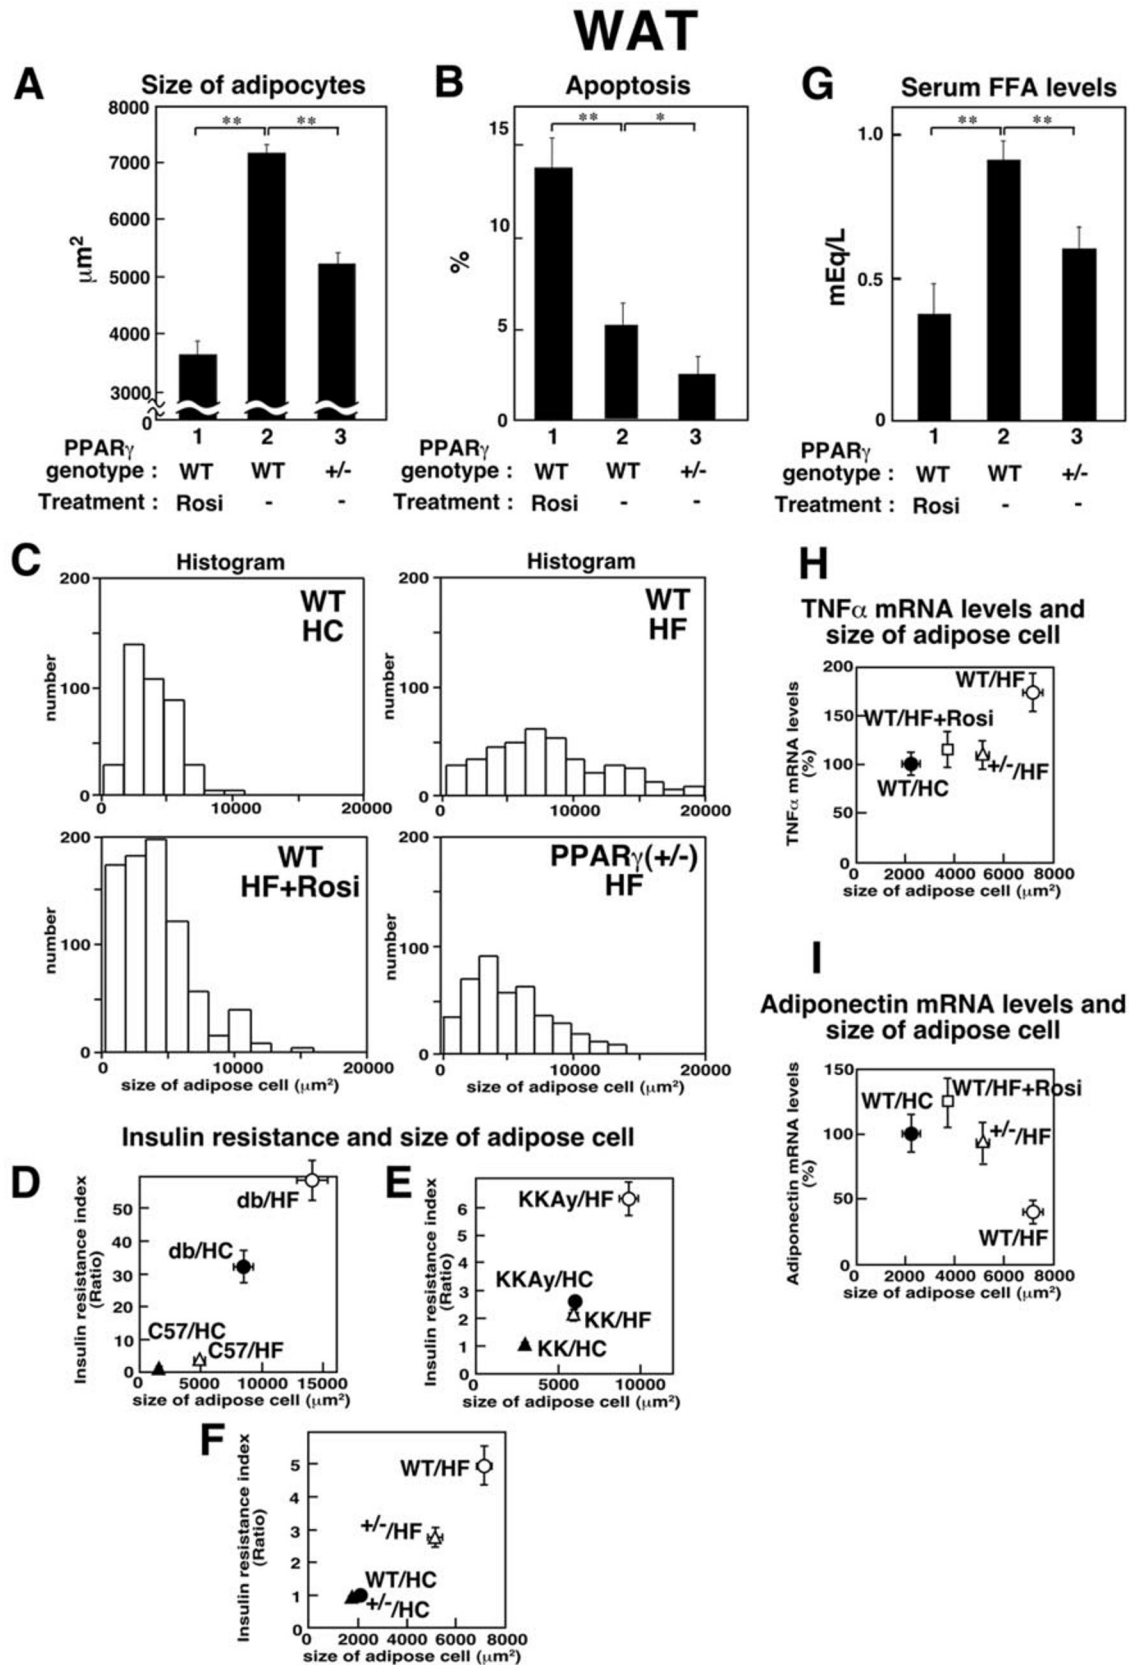 WAT
A
Size of adipocytes
8000
7000
6000
5000
4000
3000
0
μm²
** **
1 2 3
PPARγ
genotype : WT WT +/-
Treatment : Rosi - -
B
Apoptosis
15
10
5
0
%
** *
1 2 3
PPARγ
genotype : WT WT +/-
Treatment : Rosi - -
G
Serum FFA levels
1.0
0.5
0
mEq/L
** **
1 2 3
PPARγ
genotype : WT WT +/-
Treatment : Rosi - -
C
Histogram
200
100
0
number
WT
HC
0 10000 20000
Histogram
200
100
0
number
WT
HF
0 10000 20000
200
100
0
number
WT
HF+Rosi
0 10000 20000
size of adipose cell (μm²)
200
100
0
number
PPARγ(+/-)
HF
0 10000 20000
size of adipose cell (μm²)
H
TNFα mRNA levels and
size of adipose cell
200
150
100
50
0
TNFα mRNA levels
(%)
WT/HF
WT/HF+Rosi
+/-/HF
WT/HC
0 2000 4000 6000 8000
size of adipose cell (μm²)
I
Adiponectin mRNA levels and
size of adipose cell
150
100
50
0
Adiponectin mRNA levels
(%)
WT/HF+Rosi
WT/HC
+/-/HF
WT/HF
0 2000 4000 6000 8000
size of adipose cell (μm²)
Insulin resistance and size of adipose cell
D
50
40
30
20
10
0
Insulin resistance index
(Ratio)
db/HF
db/HC
C57/HC
C57/HF
0 5000 10000 15000
size of adipose cell (μm²)
E
6
5
4
3
2
1
0
Insulin resistance index
(Ratio)
KKAy/HF
KKAy/HC
KK/HF
KK/HC
0 5000 10000
size of adipose cell (μm²)
F
5
4
3
2
1
0
Insulin resistance index
(Ratio)
WT/HF
+/-/HF
WT/HC
+/-/HC
0 2000 4000 6000 8000
size of adipose cell (μm²)